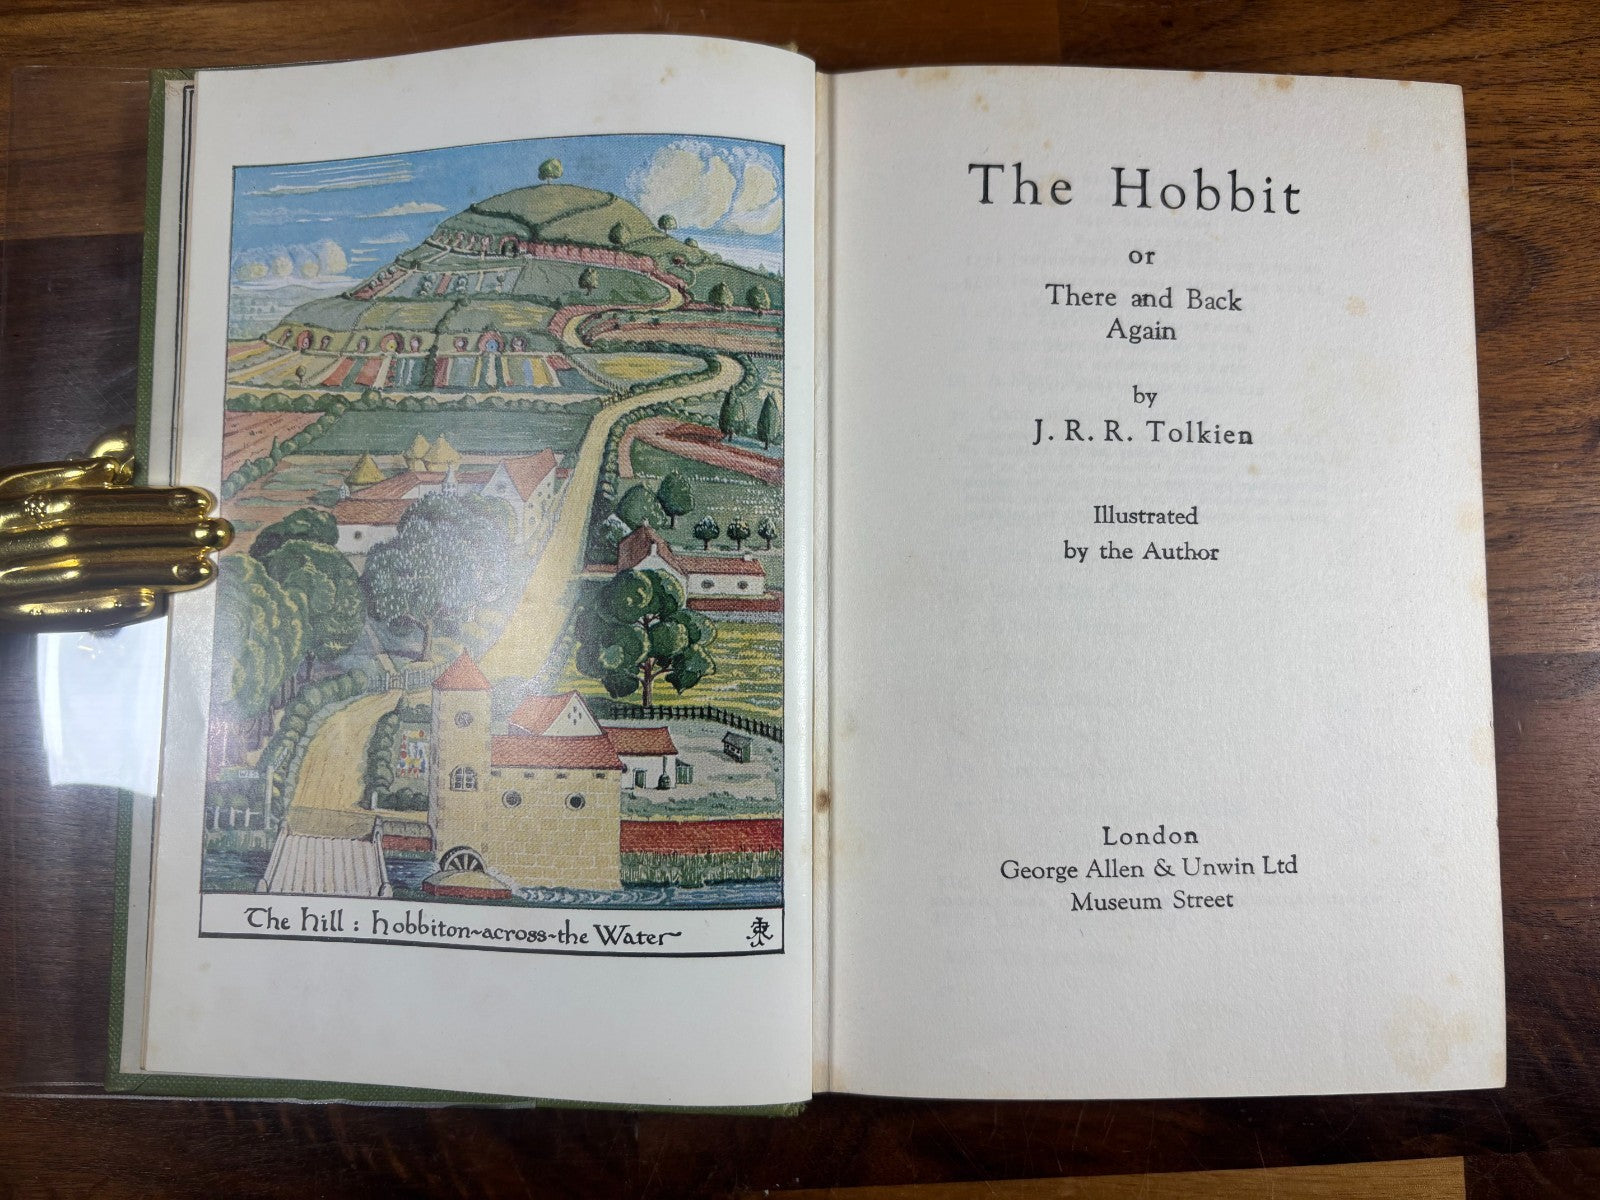 The Hill : Hobbiton~across~the Water~
The Hobbit
or
There and Back
Again
by
J. R. R. Tolkien
Illustrated
by the Author
London
George Allen & Unwin Ltd
Museum Street